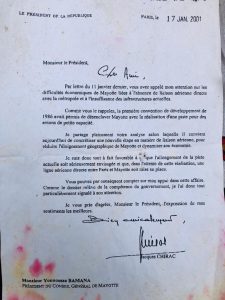 LE PRESIDENT DE LA REPUBLIQUE
PARIS, LE 17 JAN. 2001
Monsieur le Président,
Cher Ami,
Par lettre du 11 janvier dernier, vous avez appelé mon attention sur les
difficultés économiques de Mayotte liées à l'absence de liaison aérienne directe
avec la métropole et à l'insuffisance des infrastructures actuelles.
Comme vous le rappelez, la première convention de développement de
1986 avait permis de désenclaver Mayotte avec la réalisation d'une piste pour des
avions de petite capacité.
Je partage pleinement votre analyse selon laquelle il convient
aujourd'hui de concrétiser une nouvelle étape en matière de liaison aérienne, pour
réduire l'éloignement géographique de Mayotte et dynamiser son économie.
Je suis donc tout à fait favorable à ce que l'allongement de la piste
actuelle soit sérieusement envisagée et que, dans l'attente de cette réalisation, une
ligne aérienne directe entre Paris et Mayotte soit mise en place.
Vous pouvez par conséquent compter sur mon appui dans cette affaire.
Comme le dossier relève de la compétence du gouvernement, je l'ai donc tout
particulièrement signalé à son attention.
Je vous prie d'agréer, Monsieur le Président, l'expression de mes
sentiments les meilleurs.
Bien amicalement,
Jacques CHIRAC
Monsieur Younoussa BAMANA
PRÉSIDENT DU CONSEIL GÉNÉRAL DE MAYOTTE